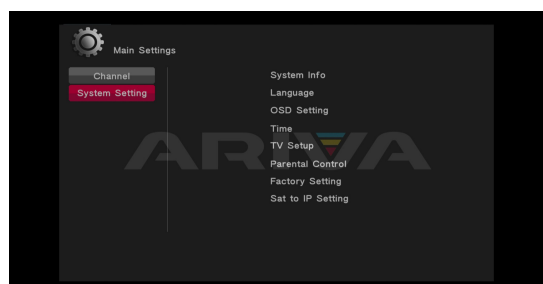 Main Settings
Channel
System Setting
System Info
Language
OSD Setting
Time
TV Setup
Parental Control
Factory Setting
Sat to IP Setting
ARIVA